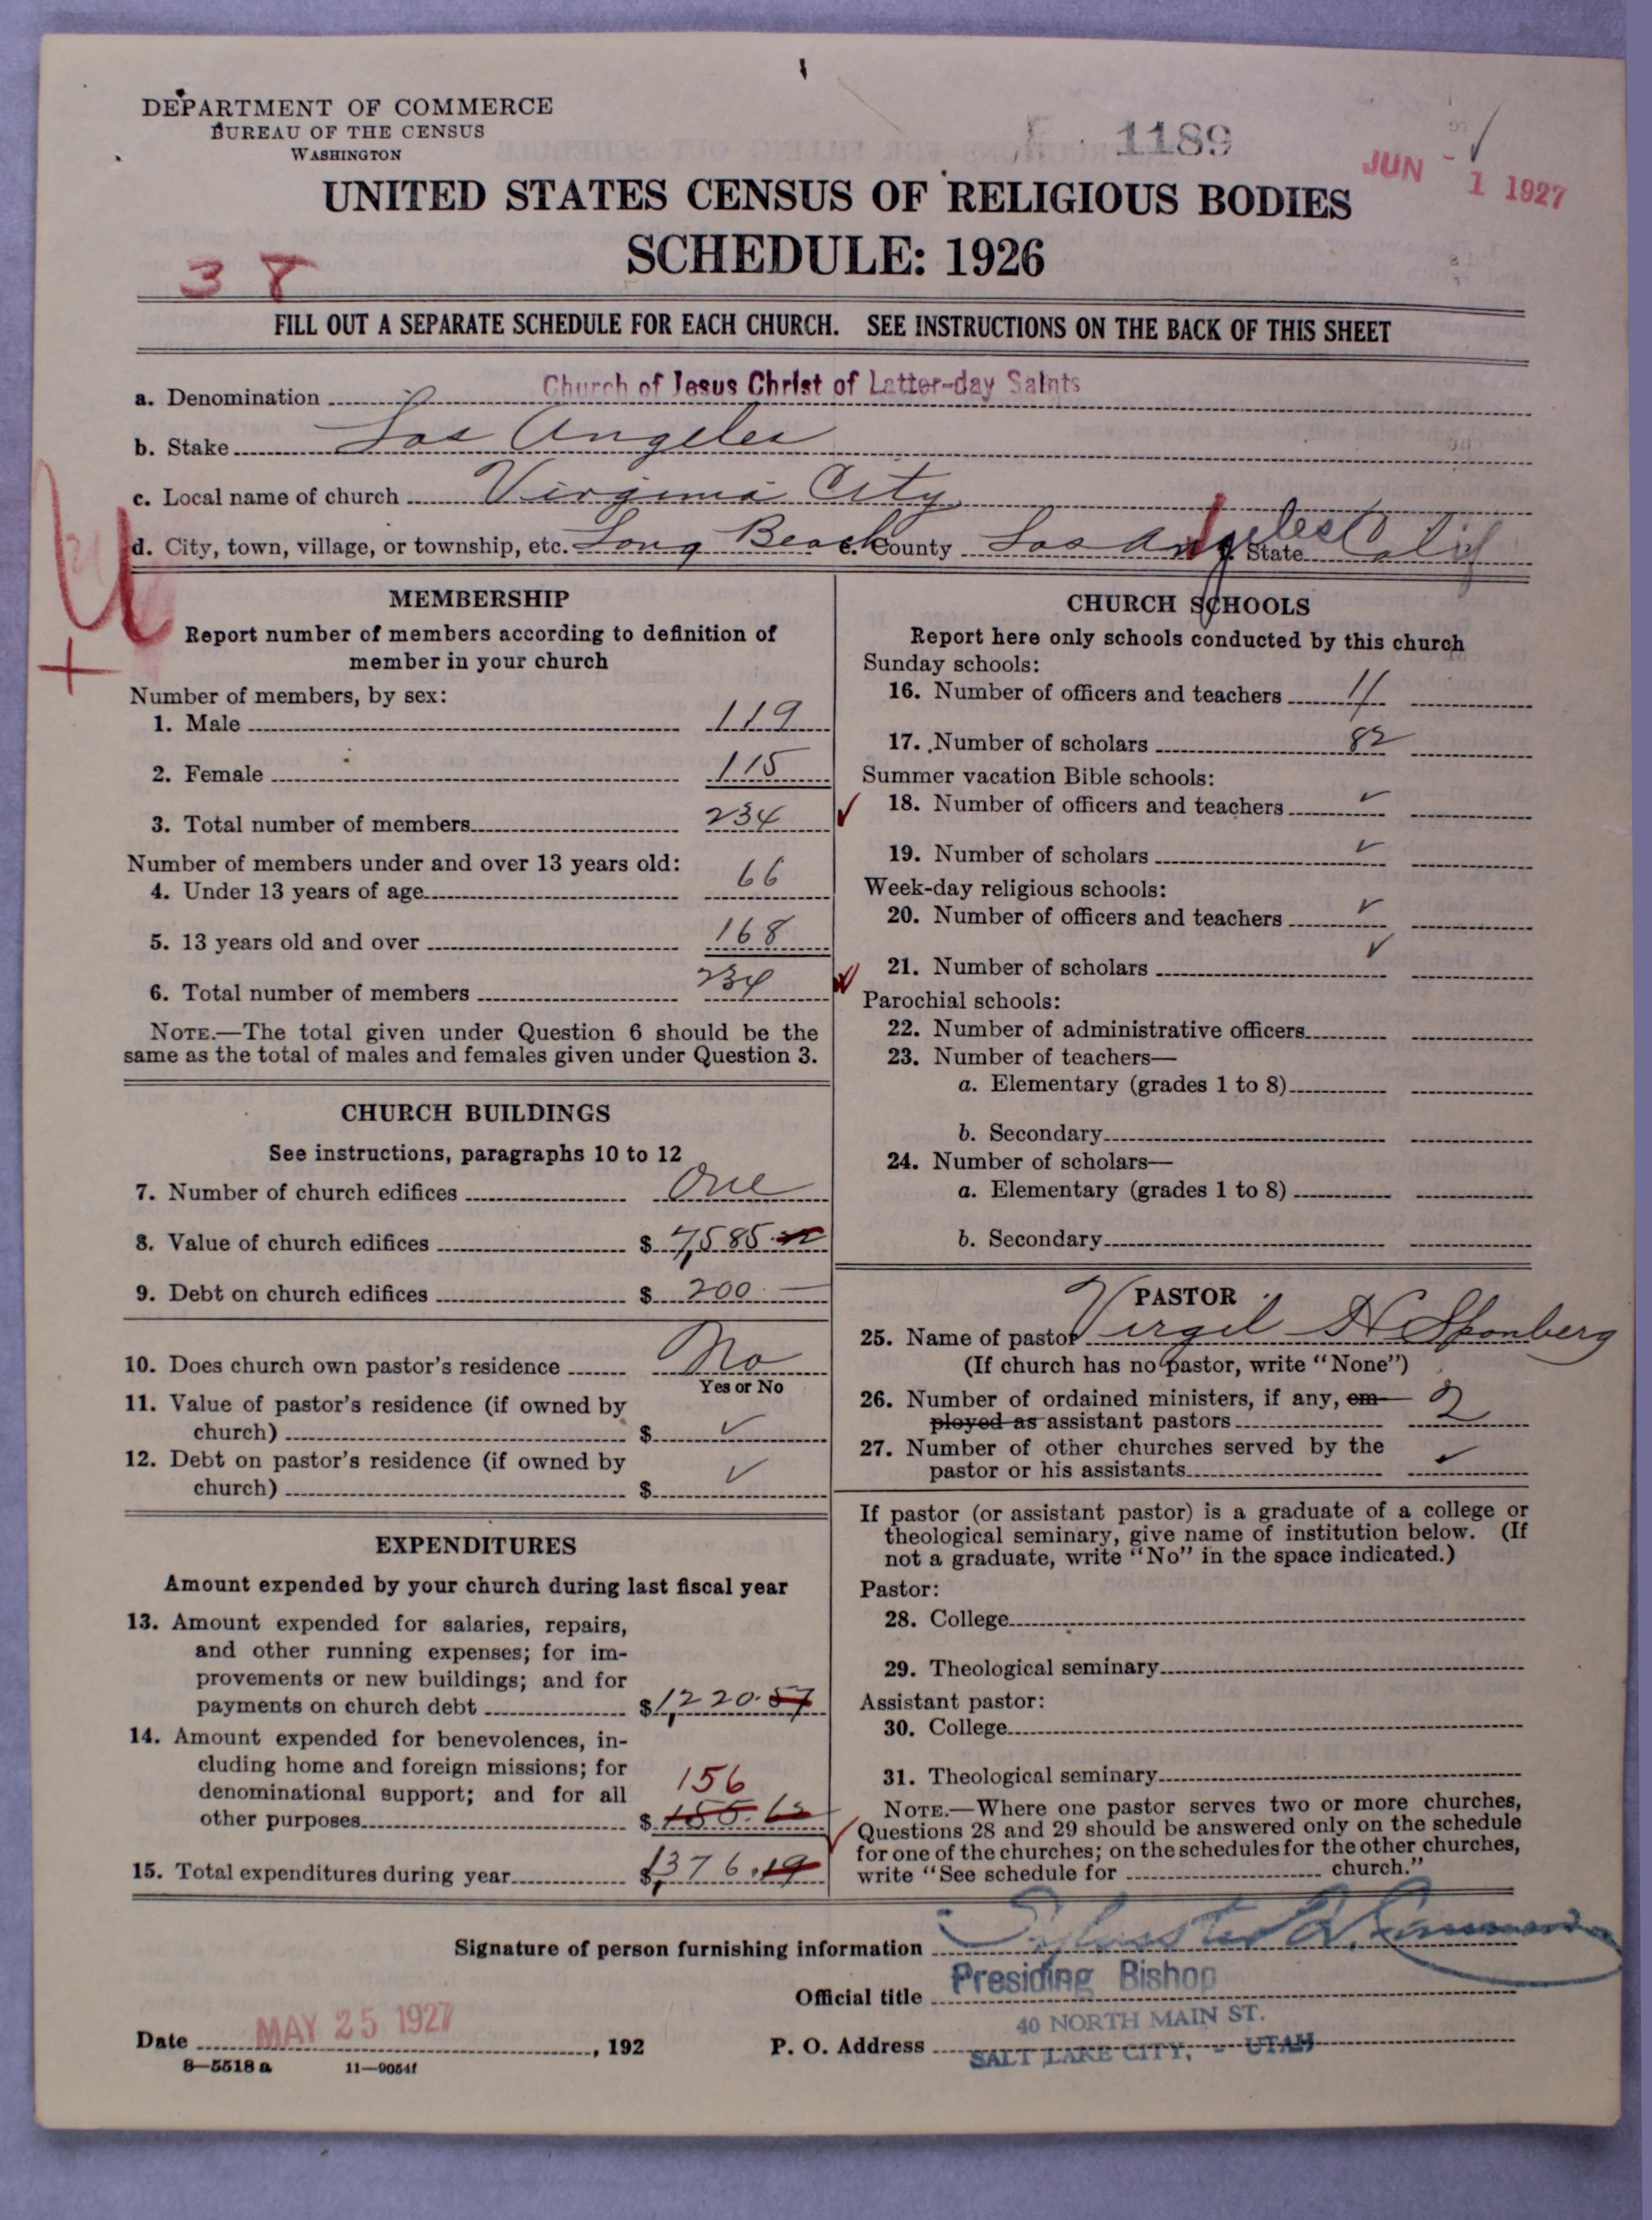 DEPARTMENT OF COMMERCE
BUREAU OF THE CENSUS
WASHINGTON
1189
JUN - 1 1927
UNITED STATES CENSUS OF RELIGIOUS BODIES
SCHEDULE: 1926
38
FILL OUT A SEPARATE SCHEDULE FOR EACH CHURCH. SEE INSTRUCTIONS ON THE BACK OF THIS SHEET
a. Denomination Church of Jesus Christ of Latter-day Saints
b. Stake Los Angeles
c. Local name of church Virginia City
d. City, town, village, or township, etc. Long Beach e. County Los Angeles State Calif
MEMBERSHIP
Report number of members according to definition of
member in your church
Number of members, by sex:
1. Male 119
2. Female 115
3. Total number of members 234 ✓
Number of members under and over 13 years old:
4. Under 13 years of age 66
5. 13 years old and over 168
6. Total number of members 234 ✓
NOTE.—The total given under Question 6 should be the
same as the total of males and females given under Question 3.
CHURCH BUILDINGS
See instructions, paragraphs 10 to 12
7. Number of church edifices One
8. Value of church edifices $ 7,585.
9. Debt on church edifices $ 200 —
10. Does church own pastor's residence No
Yes or No
11. Value of pastor's residence (if owned by
church) $ ✓
12. Debt on pastor's residence (if owned by
church) $ ✓
EXPENDITURES
Amount expended by your church during last fiscal year
13. Amount expended for salaries, repairs,
and other running expenses; for im-
provements or new buildings; and for
payments on church debt $ 1,220.57
14. Amount expended for benevolences, in-
cluding home and foreign missions; for
denominational support; and for all
156
other purposes $ 155.62
15. Total expenditures during year $ 1,376.19
CHURCH SCHOOLS
Report here only schools conducted by this church
Sunday schools:
16. Number of officers and teachers 11
17. Number of scholars 82
Summer vacation Bible schools:
18. Number of officers and teachers ✓
19. Number of scholars ✓
Week-day religious schools:
20. Number of officers and teachers ✓
21. Number of scholars ✓
Parochial schools:
22. Number of administrative officers
23. Number of teachers—
a. Elementary (grades 1 to 8)
b. Secondary
24. Number of scholars—
a. Elementary (grades 1 to 8)
b. Secondary
PASTOR
25. Name of pastor Virgil H Sponberg
(If church has no pastor, write "None")
26. Number of ordained ministers, if any, em-
ployed as assistant pastors 2
27. Number of other churches served by the
pastor or his assistants ✓
If pastor (or assistant pastor) is a graduate of a college or
theological seminary, give name of institution below. (If
not a graduate, write "No" in the space indicated.)
Pastor:
28. College
29. Theological seminary
Assistant pastor:
30. College
31. Theological seminary
NOTE.—Where one pastor serves two or more churches,
Questions 28 and 29 should be answered only on the schedule
for one of the churches; on the schedules for the other churches,
write "See schedule for church."
Signature of person furnishing information Sylvester Q. Cannon
Official title Presiding Bishop
Date MAY 25 1927, 192
P. O. Address 40 NORTH MAIN ST.
SALT LAKE CITY, - UTAH
8—5518 a 11—9054f